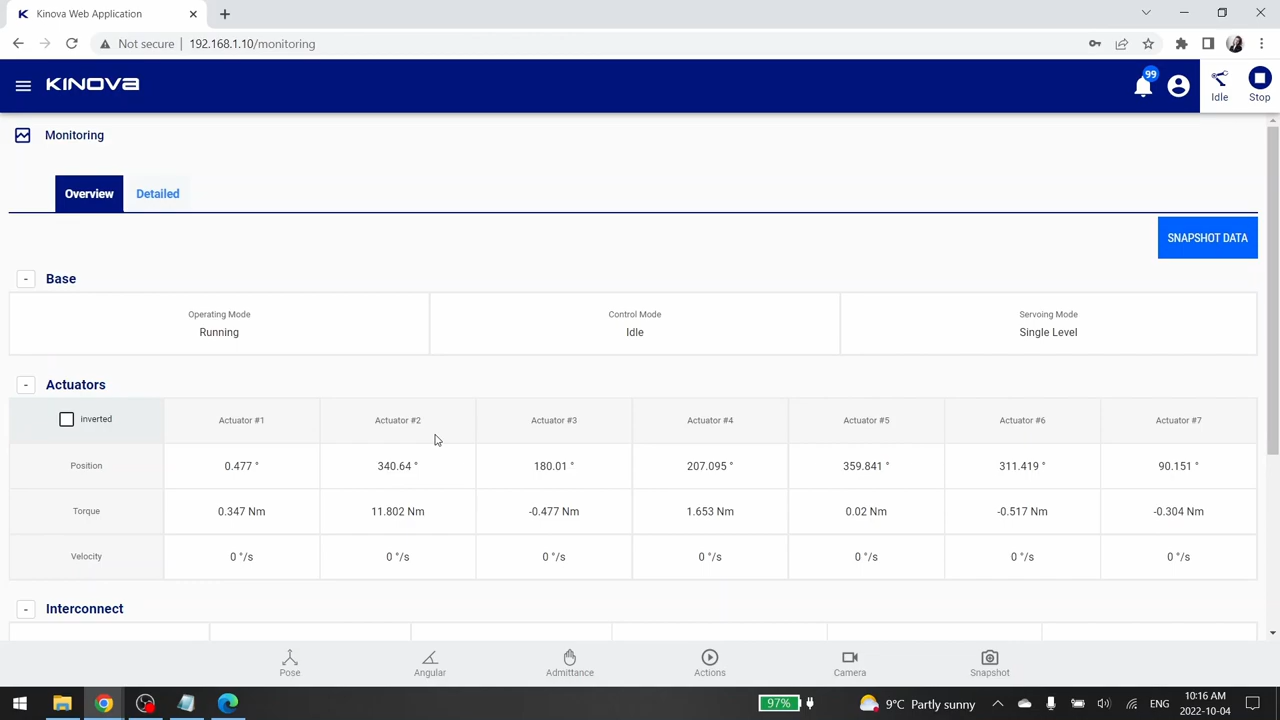 Kinova Web Application
Not secure
192.168.1.10/monitoring
KINOVA
99
Idle
Stop
Monitoring
Overview
Detailed
SNAPSHOT DATA
- Base
Operating Mode
Control Mode
Servoing Mode
Running
Idle
Single Level
- Actuators
inverted
Actuator #1
Actuator #2
Actuator #3
Actuator #4
Actuator #5
Actuator #6
Actuator #7
Position
0.477 °
340.64 °
180.01 °
207.095 °
359.841 °
311.419 °
90.151 °
Torque
0.347 Nm
11.802 Nm
-0.477 Nm
1.653 Nm
0.02 Nm
-0.517 Nm
-0.304 Nm
Velocity
0 °/s
0 °/s
0 °/s
0 °/s
0 °/s
0 °/s
0 °/s
- Interconnect
Pose
Angular
Admittance
Actions
Camera
Snapshot
97%
9°C Partly sunny
ENG
10:16 AM
2022-10-04